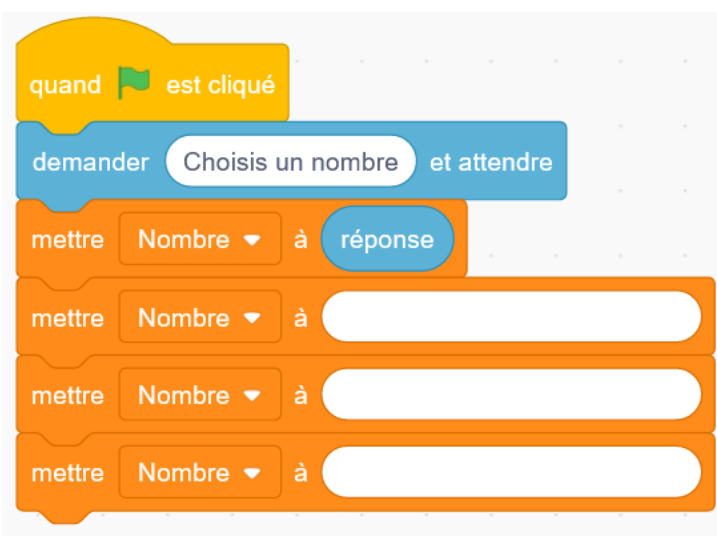 quand est cliqué
demander Choisis un nombre et attendre
mettre Nombre à réponse
mettre Nombre à
mettre Nombre à
mettre Nombre à